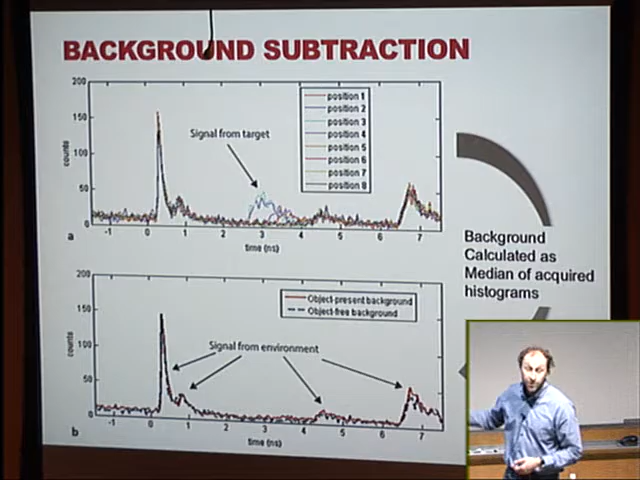 BACKGROUND SUBTRACTION
200
150
100
50
0
counts
Signal from target
position 1
position 2
position 3
position 4
position 5
position 6
position 7
position 8
-1 0 1 2 3 4 5 6 7
time (ns)
a
Background
Calculated as
Median of acquired
histograms
200
150
100
50
0
counts
Object-present background
Object-free background
Signal from environment
-1 0 1 2 3 4 5 6 7
time (ns)
b